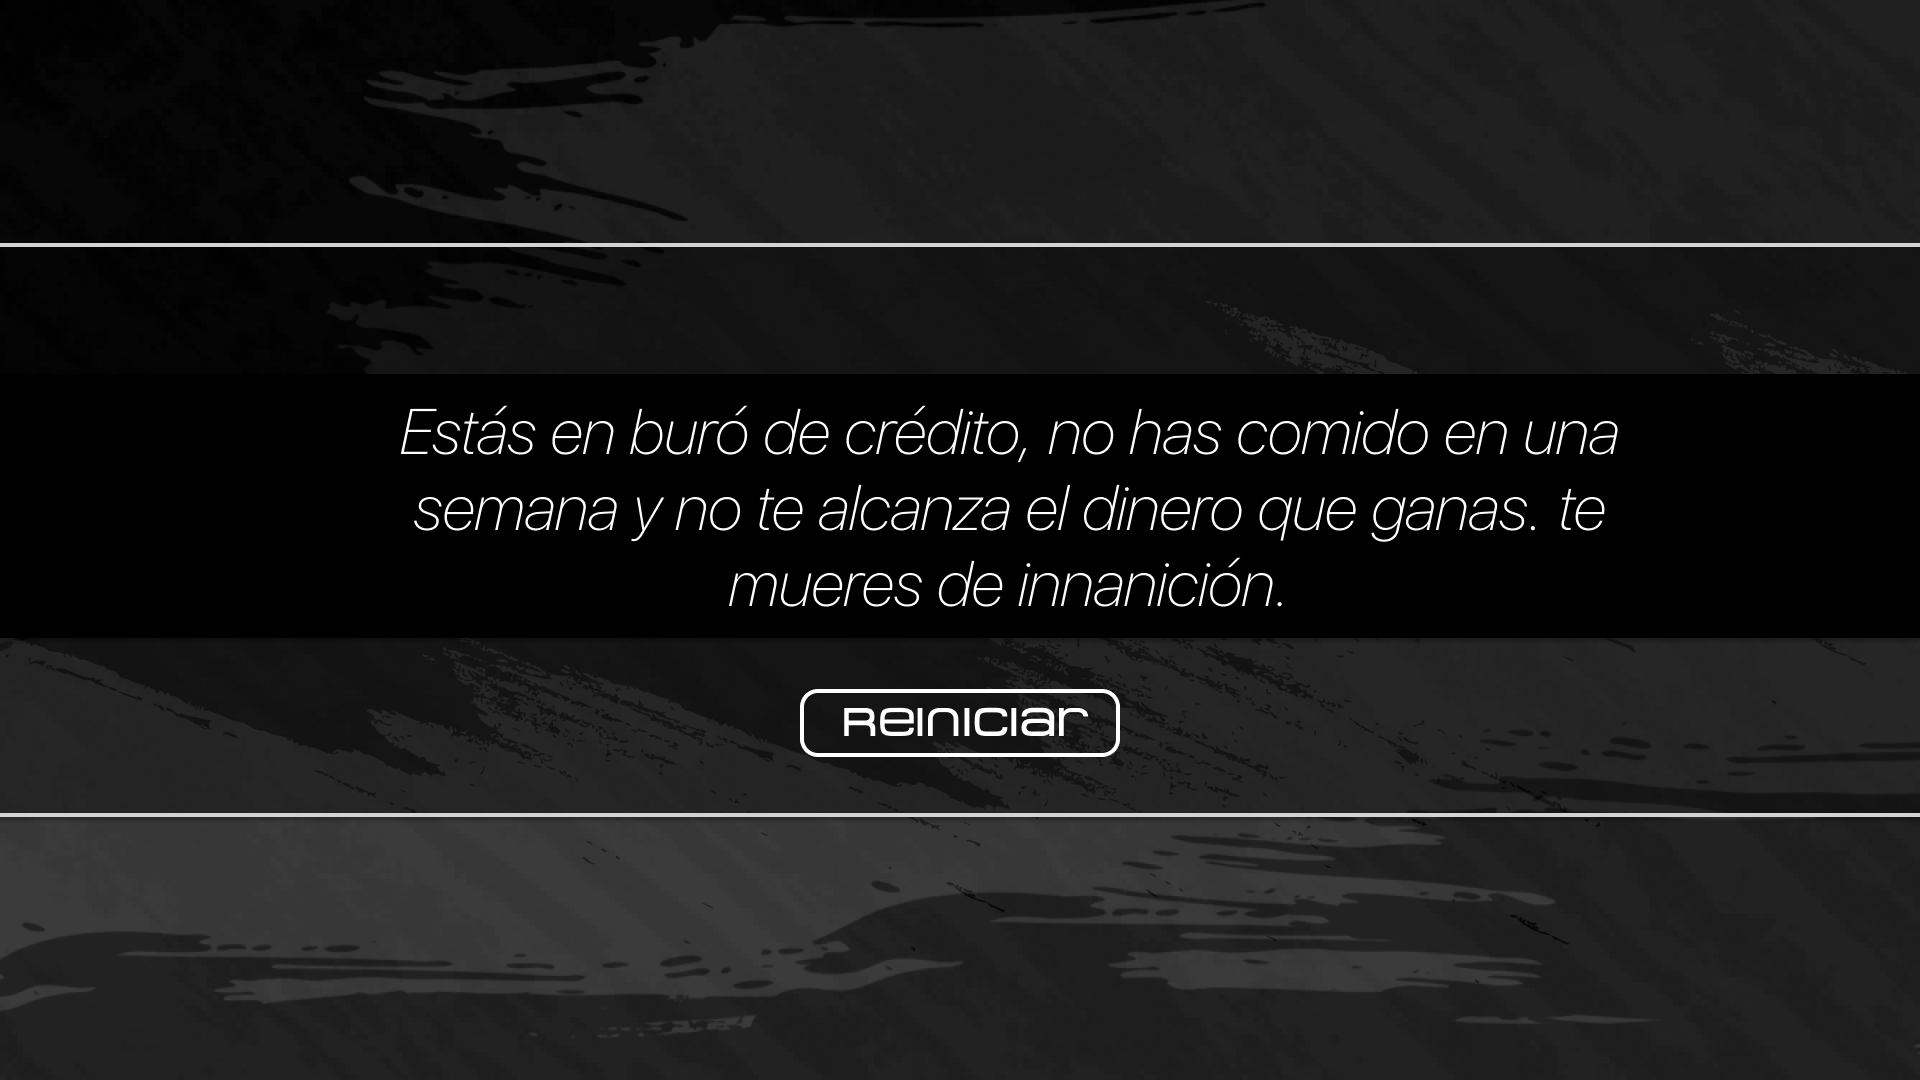 Estás en buró de crédito, no has comido en una
semana y no te alcanza el dinero que ganas. te
mueres de innanición.
Reiniciar